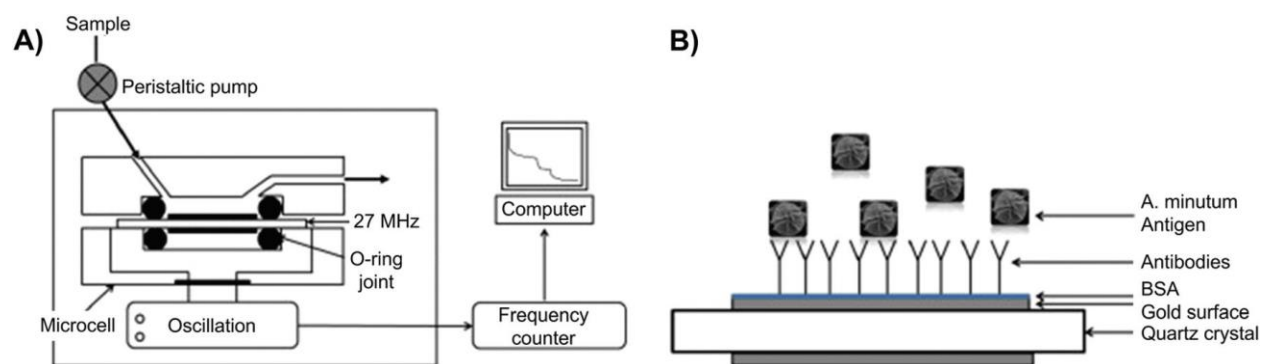 A)
Sample
Peristaltic pump
Computer
27 MHz
O-ring
joint
Microcell
Oscillation
Frequency
counter
B)
A. minutum
Antigen
Antibodies
BSA
Gold surface
Quartz crystal